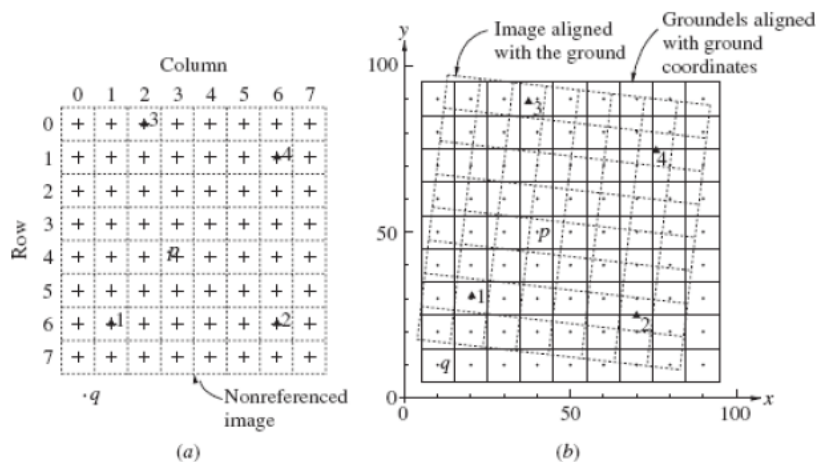 Column
0 1 2 3 4 5 6 7
0
1
2
3
4
5
6
7
Row
3
4
p
1
2
q
Nonreferenced
image
(a)
y
Image aligned
with the ground
Groundels aligned
with ground
coordinates
100
50
0
0
50
100
x
3
4
p
1
2
q
(b)